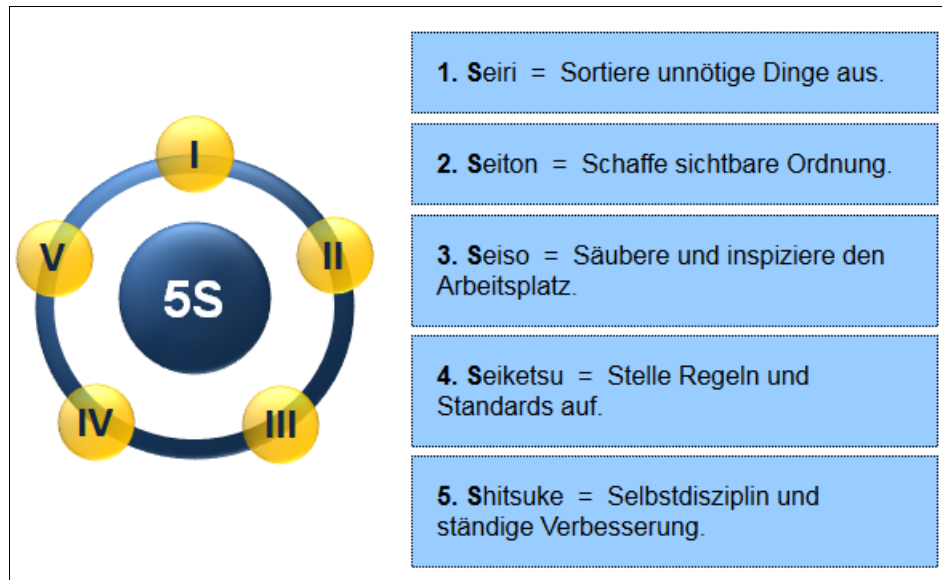 I
II
III
IV
V
5S
1. Seiri = Sortiere unnötige Dinge aus.
2. Seiton = Schaffe sichtbare Ordnung.
3. Seiso = Säubere und inspiziere den
Arbeitsplatz.
4. Seiketsu = Stelle Regeln und
Standards auf.
5. Shitsuke = Selbstdisziplin und
ständige Verbesserung.